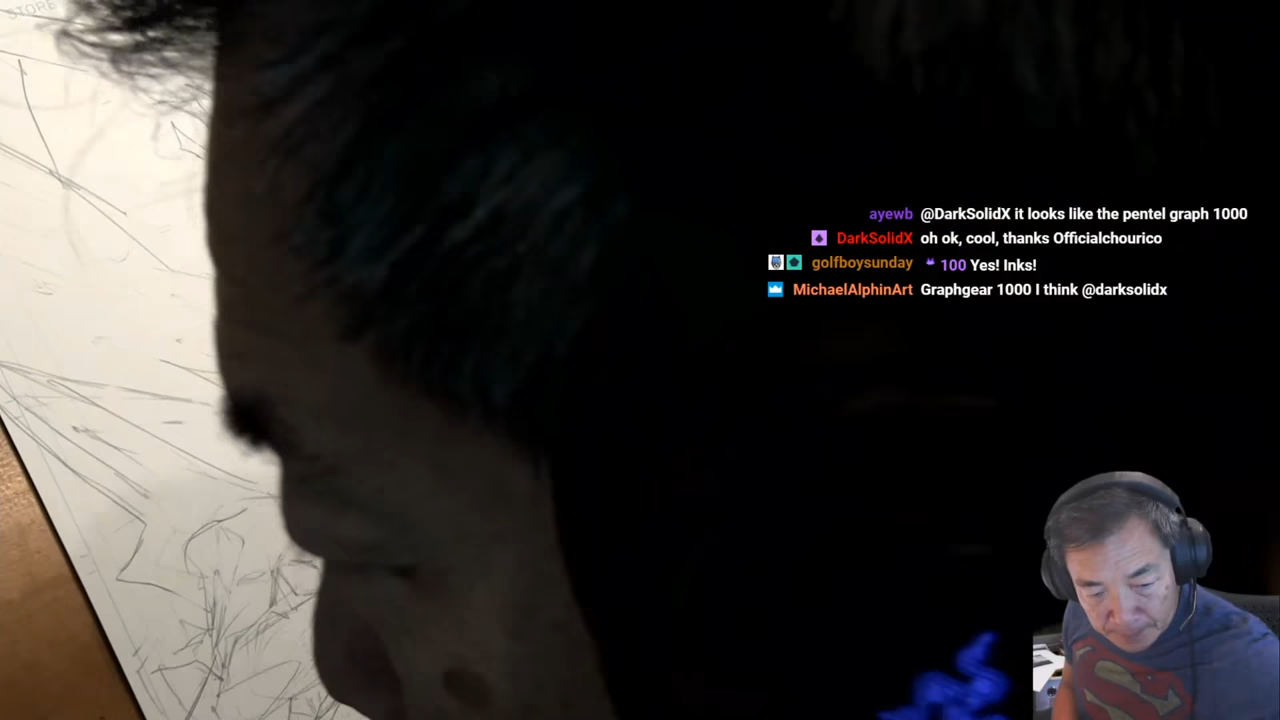 STORE
ayewb @DarkSolidX it looks like the pentel graph 1000
DarkSolidX oh ok, cool, thanks Officialchourico
golfboysunday 100 Yes! Inks!
MichaelAlphinArt Graphgear 1000 I think @darksolidx